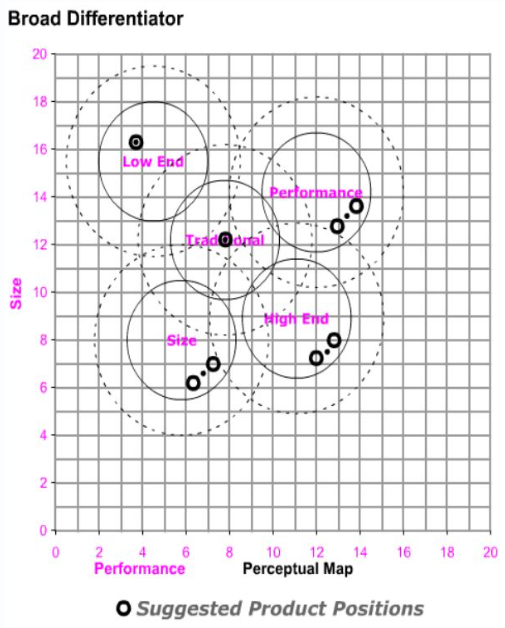 Broad Differentiator
20
18
16
14
12
10
8
6
4
2
0
Size
Low End
Performance
Traditional
High End
Size
0 2 4 6 8 10 12 14 16 18 20
Performance Perceptual Map
Suggested Product Positions